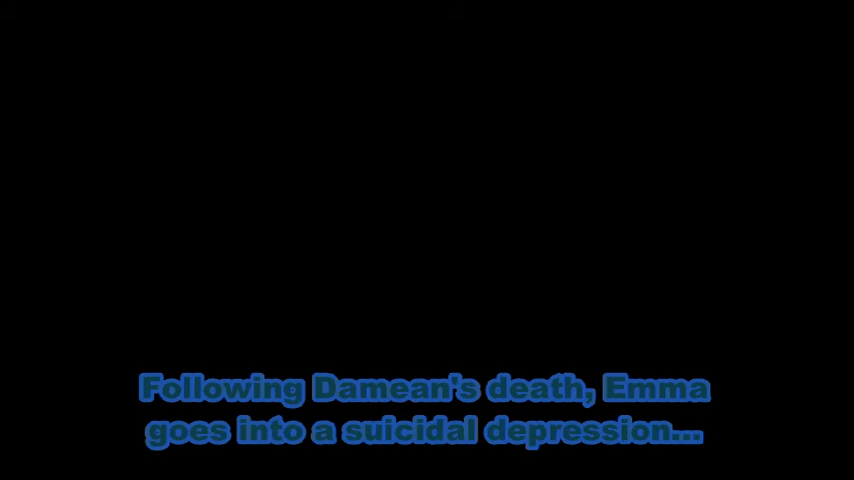 Following Damean's death, Emma
goes into a suicidal depression...